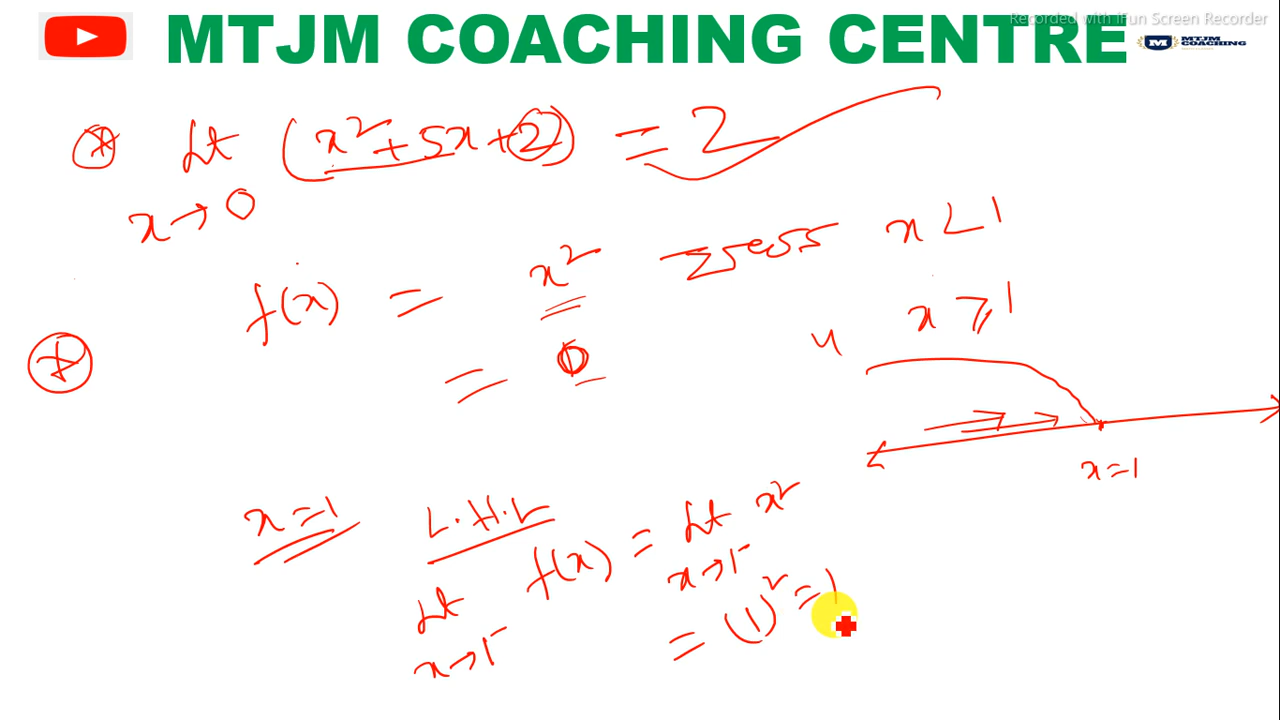 Recorded with iFun Screen Recorder
MTJM COACHING CENTRE
MTJM COACHING
Lt (x²+5x+2) = 2
x→0
f(x) = x² x<1
= 0 x≥1
x=1
x=1 L.H.L
Lt f(x) = Lt x²
x→1⁻ x→1⁻
= (1)² = 1